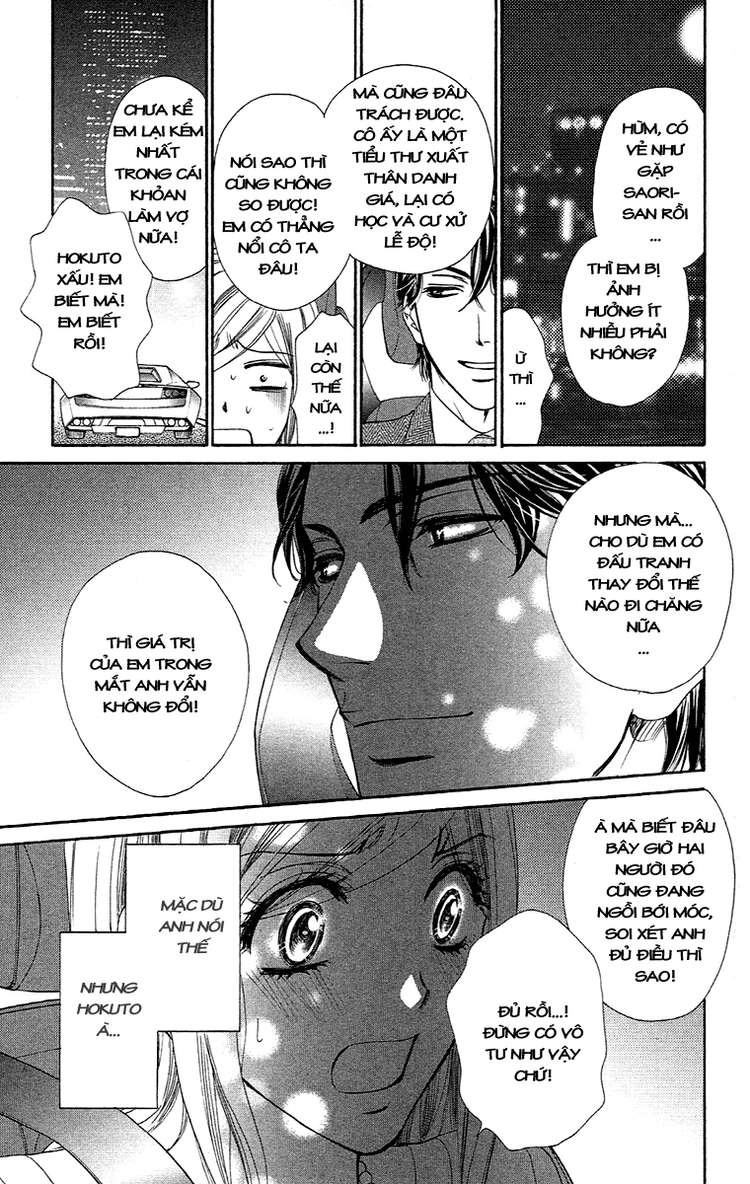 HỪM, CÓ
VẺ NHƯ
GẶP
SAORI-
SAN RỒI
...
THÌ EM BỊ
ẢNH
HƯỞNG ÍT
NHIỀU PHẢI
KHÔNG?
Ừ
THÌ
...
MÀ CŨNG ĐÂU
TRÁCH ĐƯỢC.
CÔ ẤY LÀ MỘT
TIỂU THƯ XUẤT
THÂN DANH
GIÁ, LẠI CÓ
HỌC VÀ CƯ XỬ
LỄ ĐỘ!
NÓI SAO THÌ
CŨNG KHÔNG
SO ĐƯỢC!
EM CÓ THẮNG
NỔI CÔ TA
ĐÂU!
LẠI
CÒN
THẾ
NỮA
...!
CHƯA KỂ
EM LẠI KÉM
NHẤT
TRONG CÁI
KHỎAN
LÀM VỢ
NỮA!
HOKUTO
XẤU! EM
BIẾT MÀ!
EM BIẾT
RỒI!
NHƯNG MÀ...
CHO DÙ EM CÓ
ĐẤU TRANH
THAY ĐỔI THẾ
NÀO ĐI CHĂNG
NỮA
...
THÌ GIÁ TRỊ
CỦA EM TRONG
MẮT ANH VẪN
KHÔNG ĐỔI!
À MÀ BIẾT ĐÂU
BÂY GIỜ HAI
NGƯỜI ĐÓ
CŨNG ĐANG
NGỒI BỚI MÓC,
SOI XÉT ANH
ĐỦ ĐIỀU THÌ
SAO!
ĐỦ RỒI...!
ĐỪNG CÓ VÔ
TƯ NHƯ VẬY
CHỨ!
MẶC DÙ
ANH NÓI
THẾ
NHƯNG
HOKUTO
À...